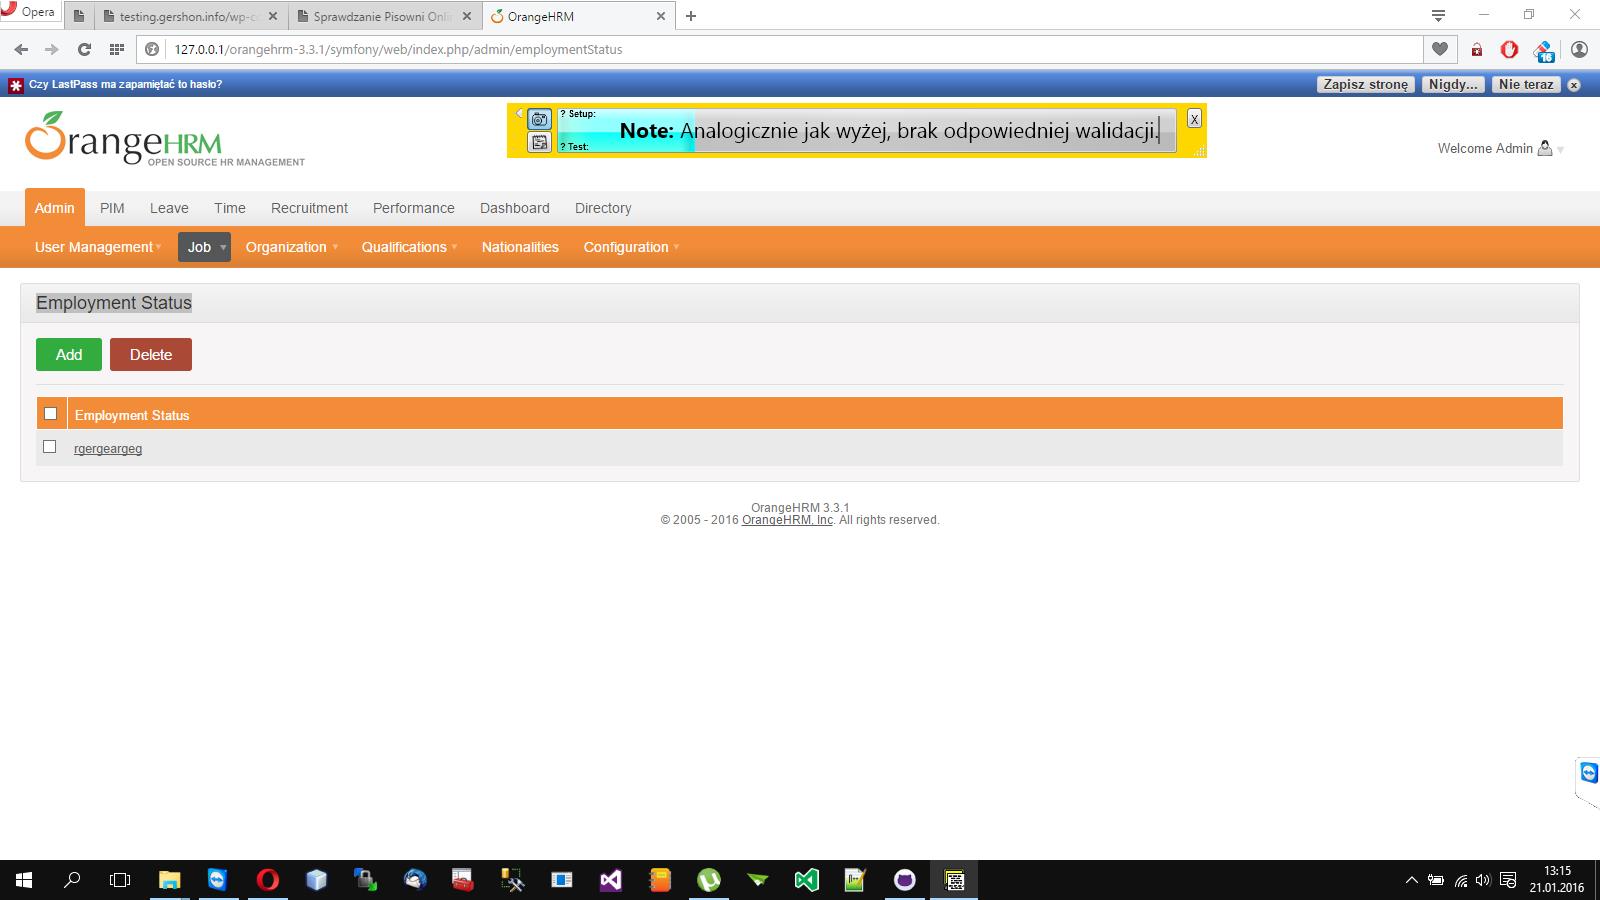 Opera
testing.gershon.info/wp-c
Sprawdzanie Pisowni Onli
OrangeHRM
127.0.0.1/orangehrm-3.3.1/symfony/web/index.php/admin/employmentStatus
16
Czy LastPass ma zapamiętać to hasło?
Zapisz stronę
Nigdy...
Nie teraz
x
OrangeHRM
OPEN SOURCE HR MANAGEMENT
? Setup:
Note: Analogicznie jak wyżej, brak odpowiedniej walidacji.
? Test:
X
Welcome Admin
Admin PIM Leave Time Recruitment Performance Dashboard Directory
User Management Job Organization Qualifications Nationalities Configuration
Employment Status
Add Delete
Employment Status
rgergeargeg
OrangeHRM 3.3.1
© 2005 - 2016 OrangeHRM, Inc. All rights reserved.
13:15
21.01.2016